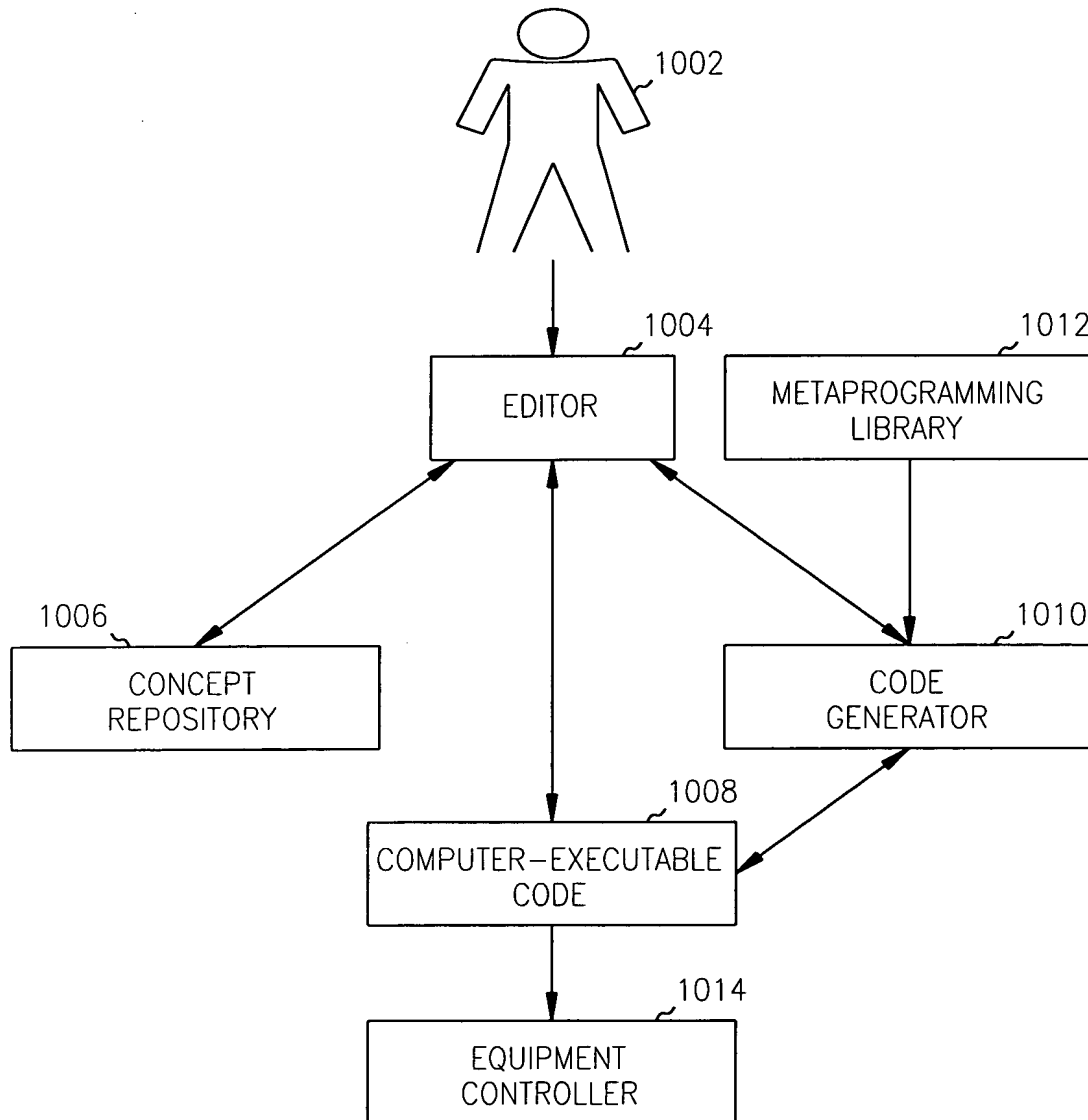 1002
1004
EDITOR
1012
METAPROGRAMMING
LIBRARY
1006
CONCEPT
REPOSITORY
1010
CODE
GENERATOR
1008
COMPUTER-EXECUTABLE
CODE
1014
EQUIPMENT
CONTROLLER